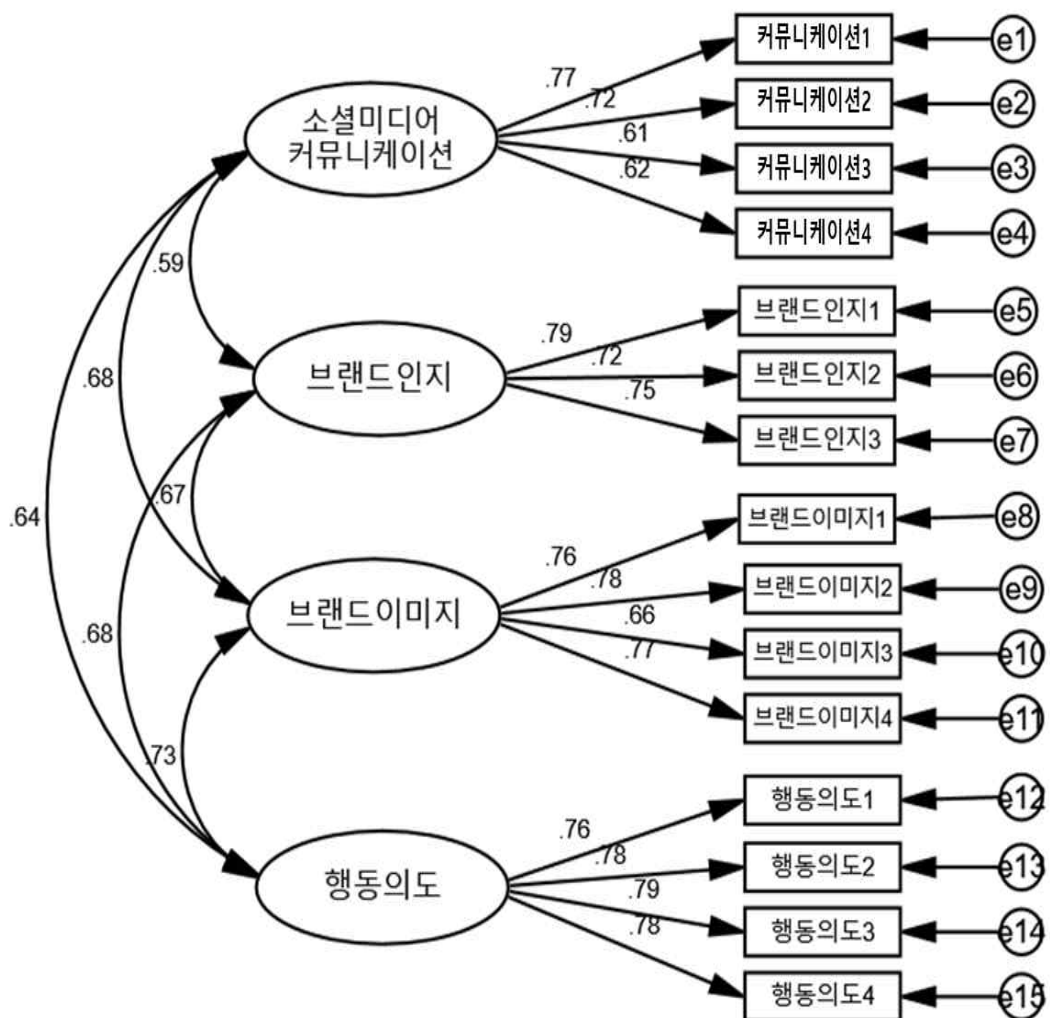 커뮤니케이션1
e1
.77
.72
커뮤니케이션2
e2
소셜미디어
커뮤니케이션
.61
커뮤니케이션3
e3
.62
커뮤니케이션4
e4
.59
브랜드인지1
e5
.79
.72
브랜드인지
브랜드인지2
e6
.68
.75
브랜드인지3
e7
.67
.64
브랜드이미지1
e8
.76
.78
브랜드이미지2
e9
브랜드이미지
.66
브랜드이미지3
e10
.68
.77
브랜드이미지4
e11
.73
행동의도1
e12
.76
.78
행동의도2
e13
행동의도
.79
행동의도3
e14
.78
행동의도4
e15